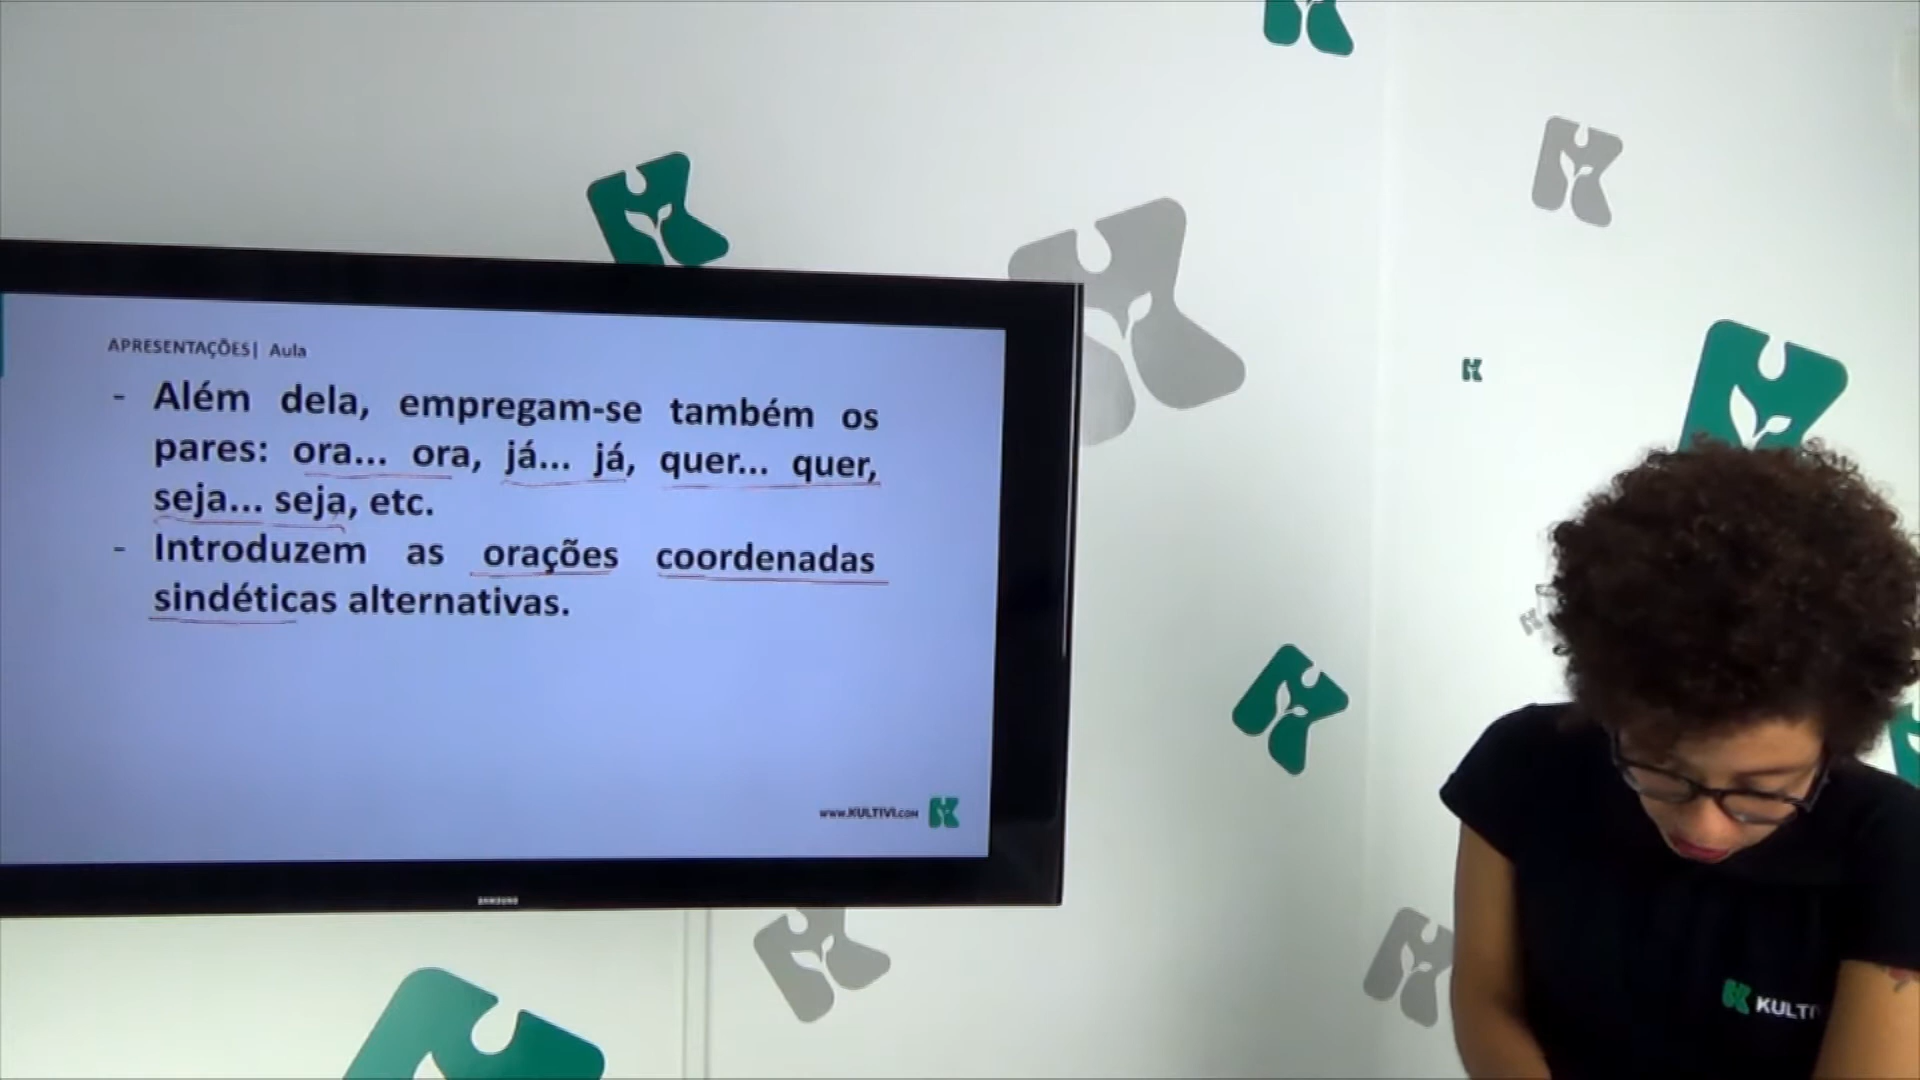 APRESENTAÇÕES| Aula
- Além dela, empregam-se também os
pares: ora... ora, já... já, quer... quer,
seja... seja, etc.
- Introduzem as orações coordenadas
sindéticas alternativas.
www.KULTIVI.COM
SAMSUNG
KULTI